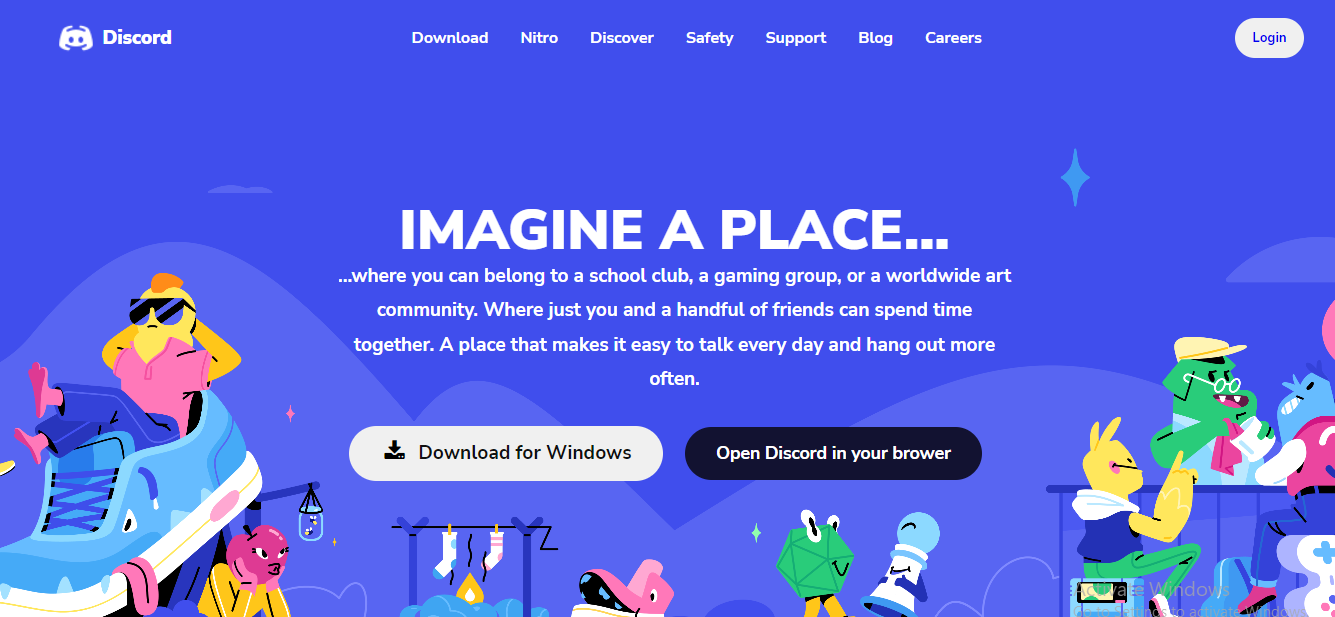 Discord
Download Nitro Discover Safety Support Blog Careers
Login
IMAGINE A PLACE...
...where you can belong to a school club, a gaming group, or a worldwide art
community. Where just you and a handful of friends can spend time
together. A place that makes it easy to talk every day and hang out more
often.
Download for Windows
Open Discord in your brower
Activate Windows
Go to Settings to activate Windows.